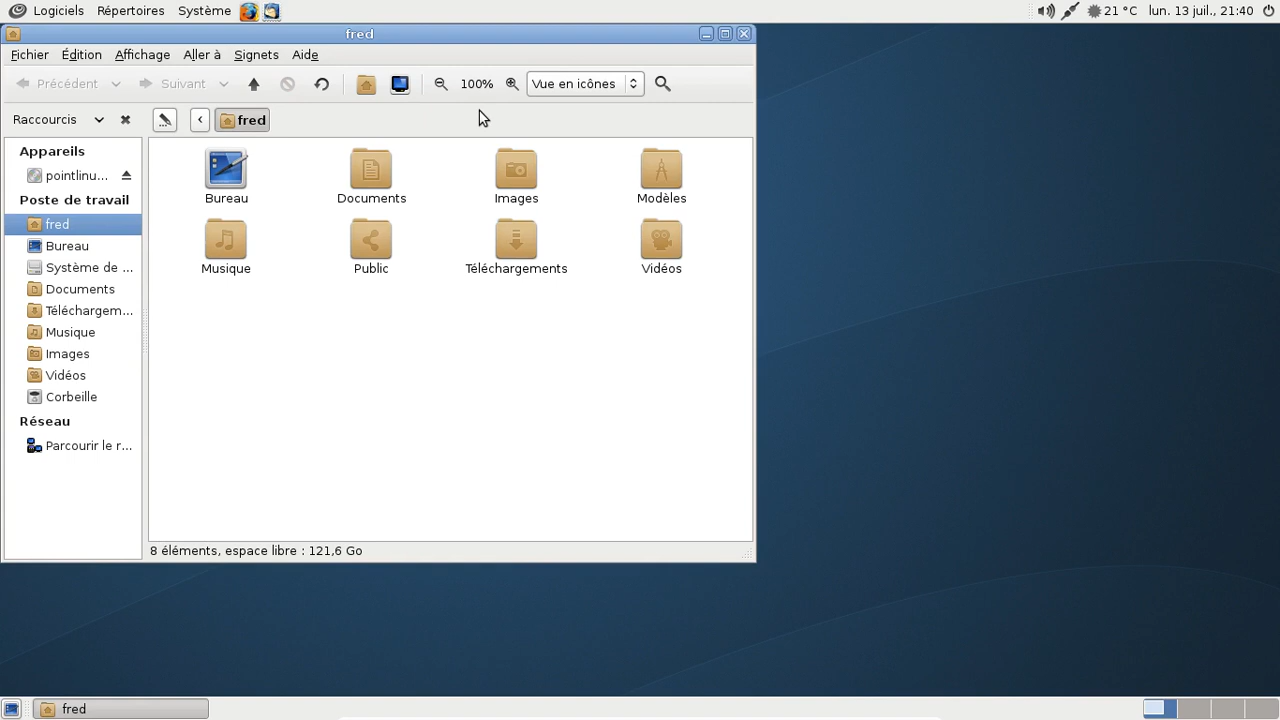 Logiciels Répertoires Système 21 °C lun. 13 juil., 21:40
fred
Fichier Édition Affichage Aller à Signets Aide
Précédent Suivant 100% Vue en icônes
Raccourcis fred
Appareils
pointlinu...
Poste de travail
fred
Bureau
Système de ...
Documents
Téléchargem...
Musique
Images
Vidéos
Corbeille
Réseau
Parcourir le r...
Bureau Documents Images Modèles
Musique Public Téléchargements Vidéos
8 éléments, espace libre : 121,6 Go
fred